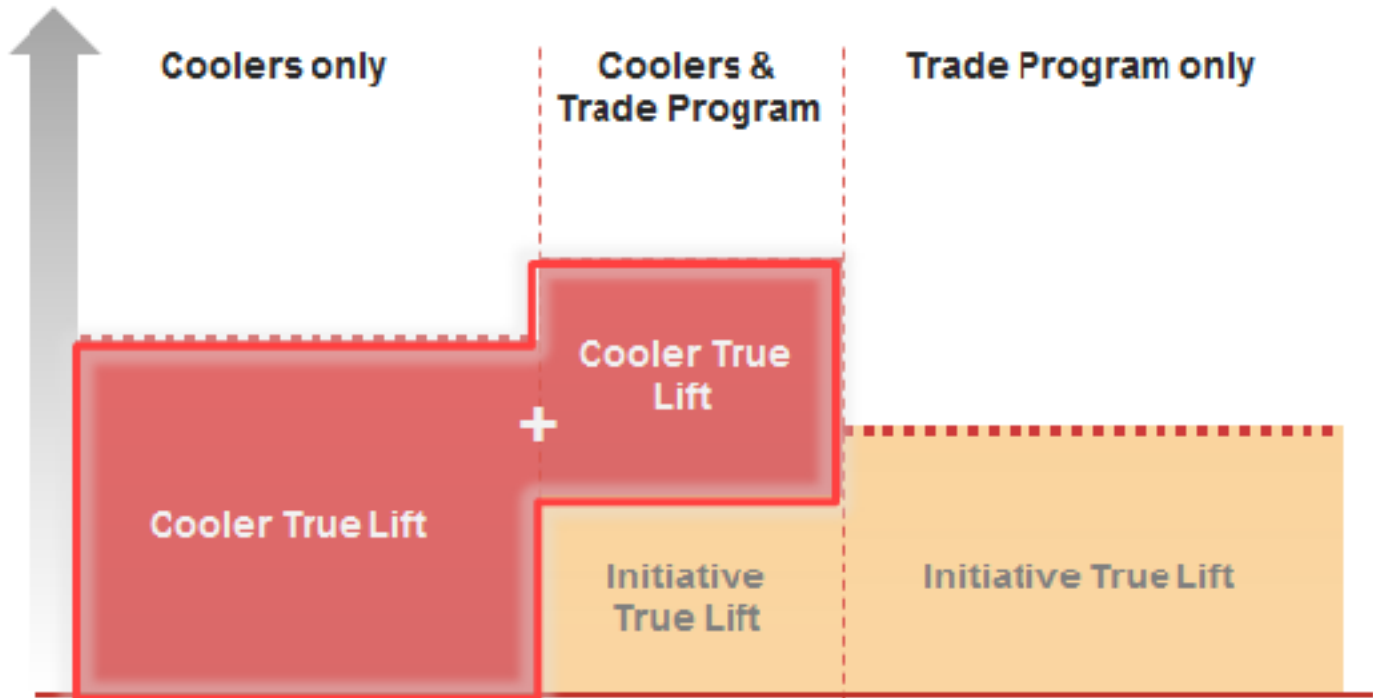 Coolers only
Coolers &
Trade Program
Trade Program only
Cooler True
Lift
+
Cooler True Lift
Initiative
True Lift
Initiative True Lift